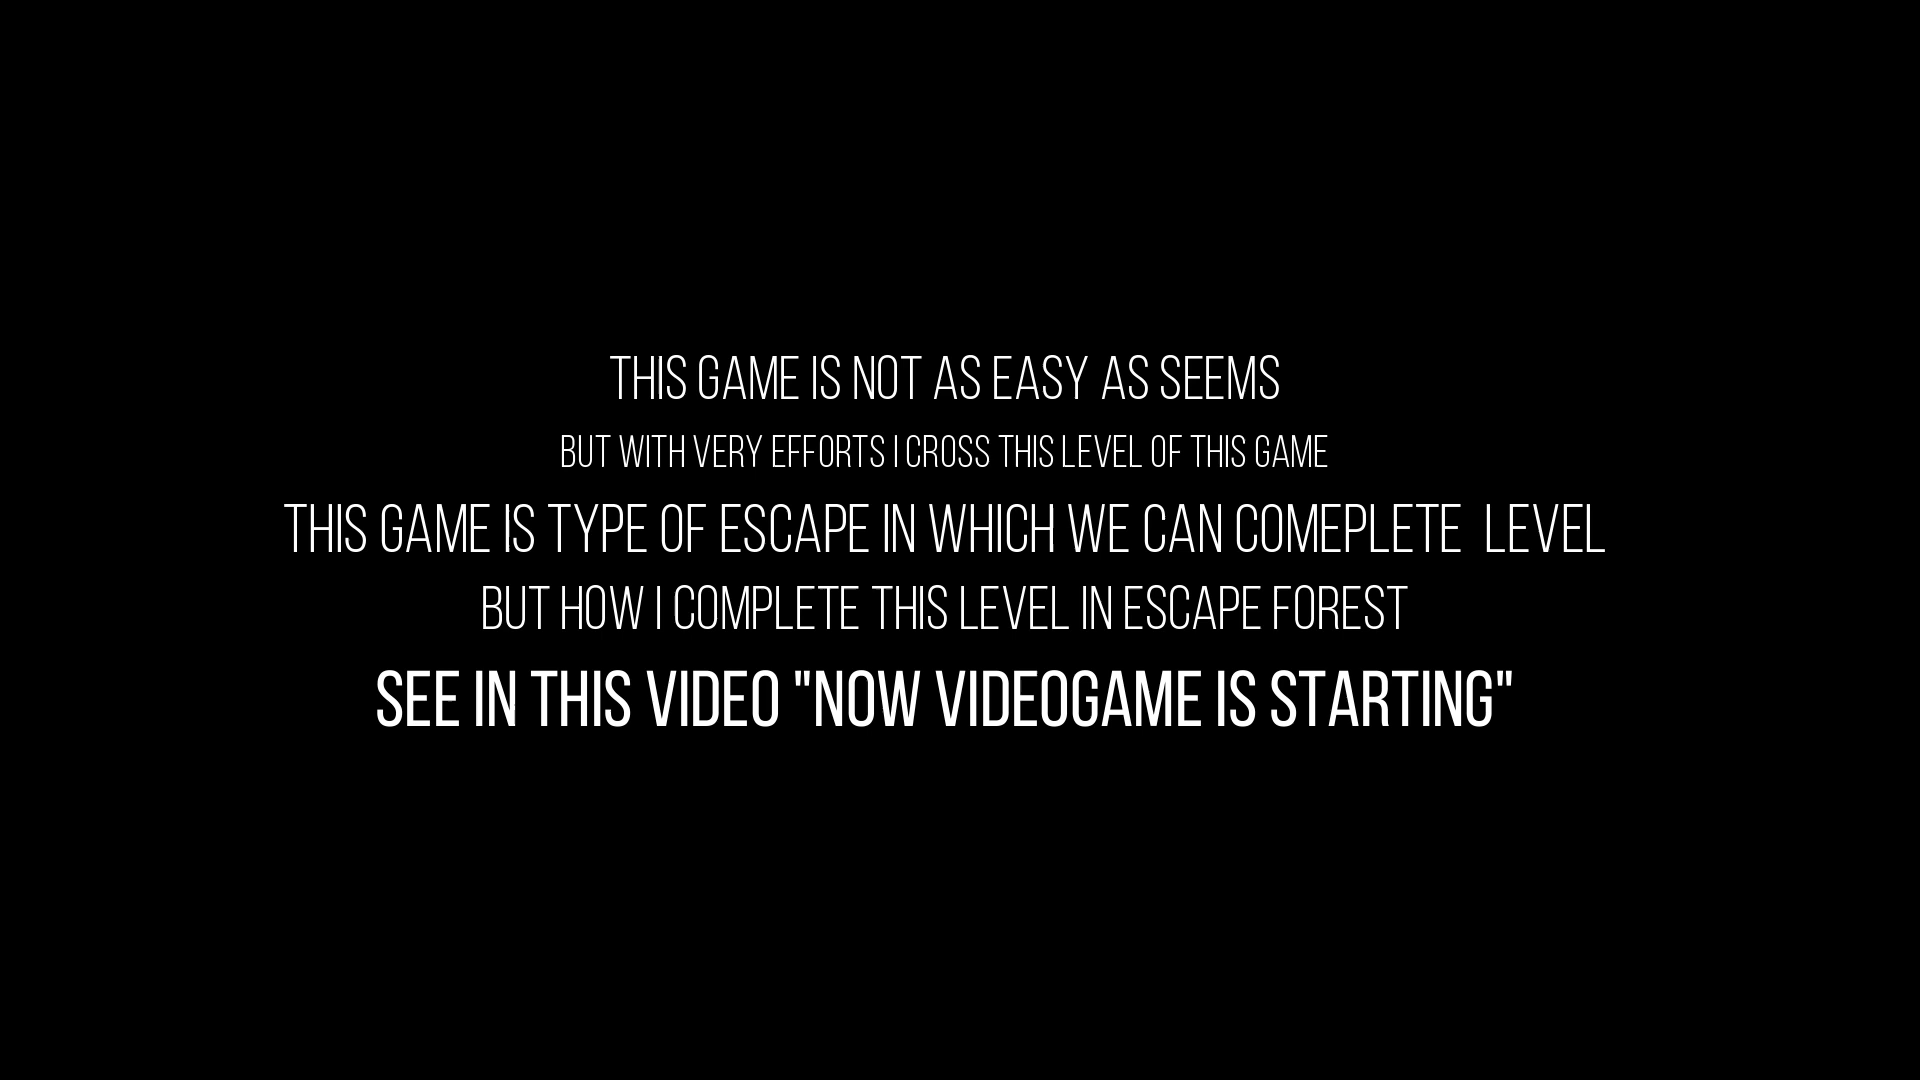 THIS GAME IS NOT AS EASY AS SEEMS
BUT WITH VERY EFFORTS I CROSS THIS LEVEL OF THIS GAME
THIS GAME IS TYPE OF ESCAPE IN WHICH WE CAN COMEPLETE LEVEL
BUT HOW I COMPLETE THIS LEVEL IN ESCAPE FOREST
SEE IN THIS VIDEO "NOW VIDEOGAME IS STARTING"